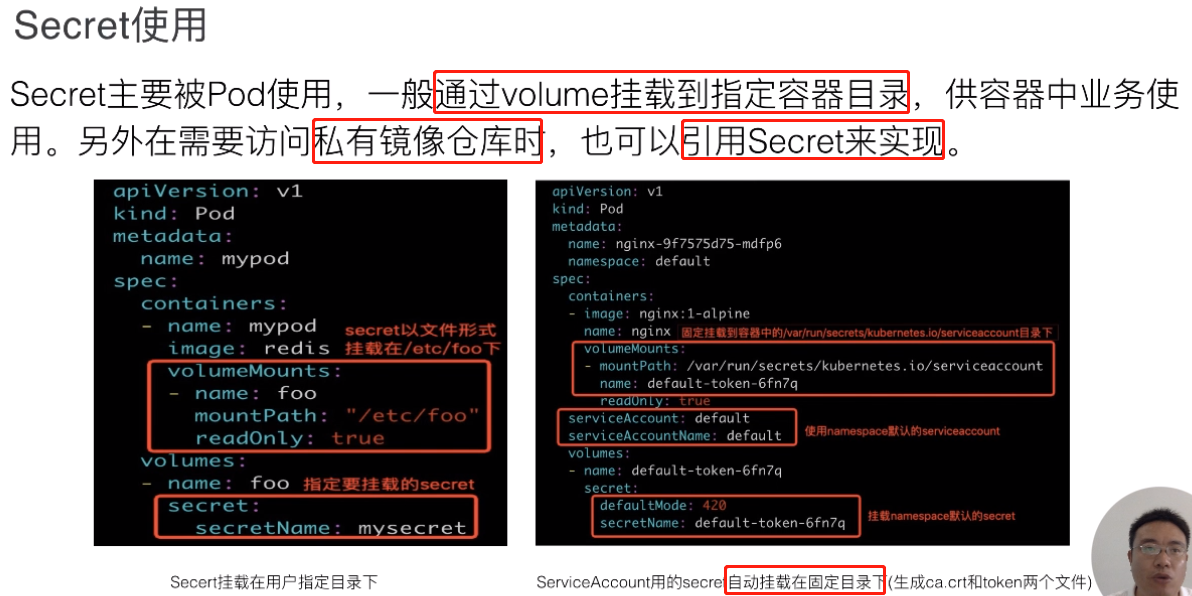 Secret使用
Secret主要被Pod使用，一般通过volume挂载到指定容器目录，供容器中业务使
用。另外在需要访问私有镜像仓库时，也可以引用Secret来实现。
apiVersion: v1
kind: Pod
metadata:
  name: mypod
spec:
  containers:
  - name: mypod
secret以文件形式
    image: redis
挂载在/etc/foo下
    volumeMounts:
    - name: foo
      mountPath: "/etc/foo"
      readOnly: true
  volumes:
  - name: foo
指定要挂载的secret
    secret:
      secretName: mysecret
Secert挂载在用户指定目录下
apiVersion: v1
kind: Pod
metadata:
  name: nginx-9f7575d75-mdfp6
  namespace: default
spec:
  containers:
  - image: nginx:1-alpine
    name: nginx
固定挂载到容器中的/var/run/secrets/kubernetes.io/serviceaccount目录下
    volumeMounts:
    - mountPath: /var/run/secrets/kubernetes.io/serviceaccount
      name: default-token-6fn7q
      readOnly: true
  serviceAccount: default
  serviceAccountName: default
使用namespace默认的serviceaccount
  volumes:
  - name: default-token-6fn7q
    secret:
      defaultMode: 420
      secretName: default-token-6fn7q
挂载namespace默认的secret
ServiceAccount用的secret自动挂载在固定目录下(生成ca.crt和token两个文件)